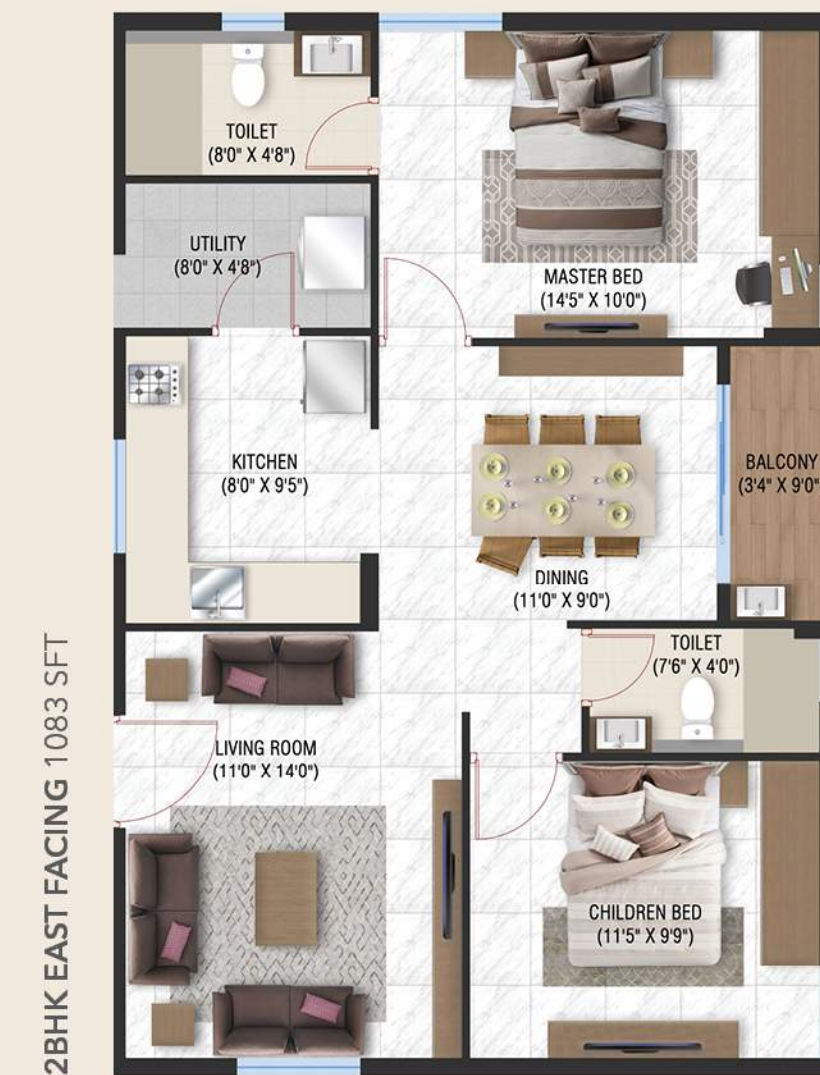 TOILET
(8'0" X 4'8")
UTILITY
(8'0" X 4'8")
MASTER BED
(14'5" X 10'0")
KITCHEN
(8'0" X 9'5")
BALCONY
(3'4" X 9'0"
DINING
(11'0" X 9'0")
TOILET
(7'6" X 4'0")
LIVING ROOM
(11'0" X 14'0")
CHILDREN BED
(11'5" X 9'9")
2BHK EAST FACING 1083 SFT